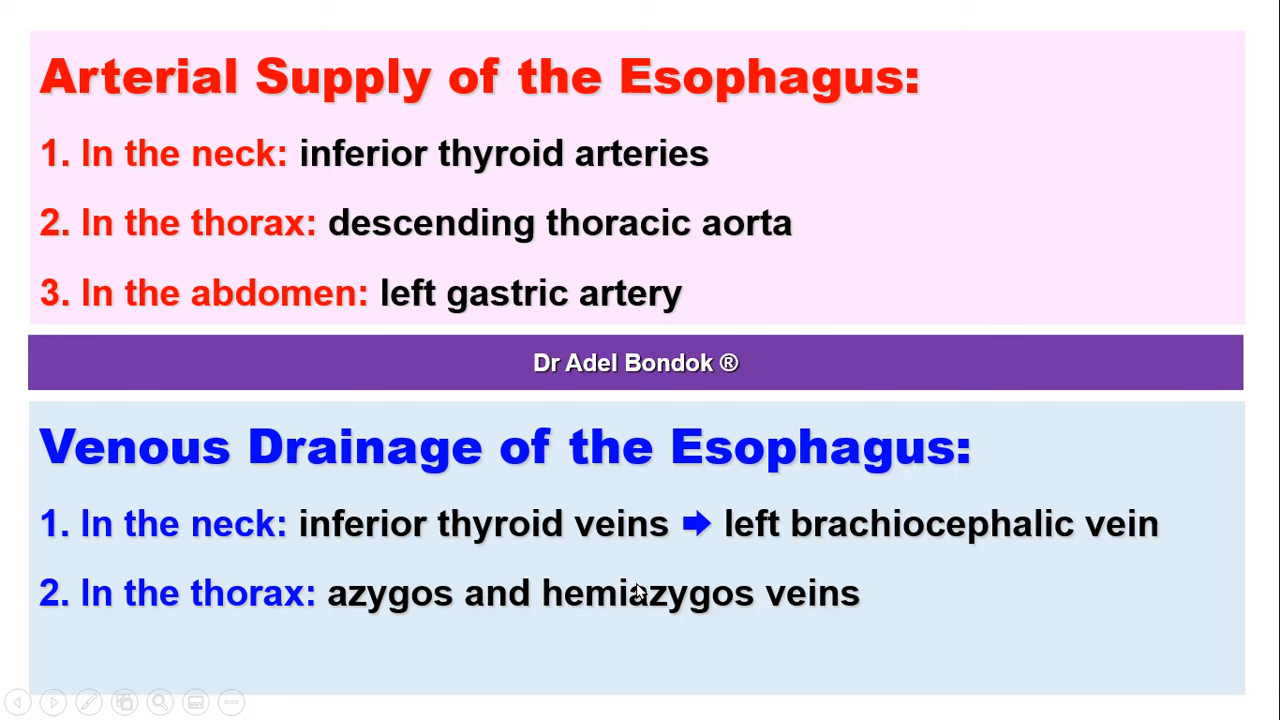 Arterial Supply of the Esophagus:
1. In the neck: inferior thyroid arteries
2. In the thorax: descending thoracic aorta
3. In the abdomen: left gastric artery
Dr Adel Bondok ®
Venous Drainage of the Esophagus:
1. In the neck: inferior thyroid veins ➡ left brachiocephalic vein
2. In the thorax: azygos and hemiazygos veins